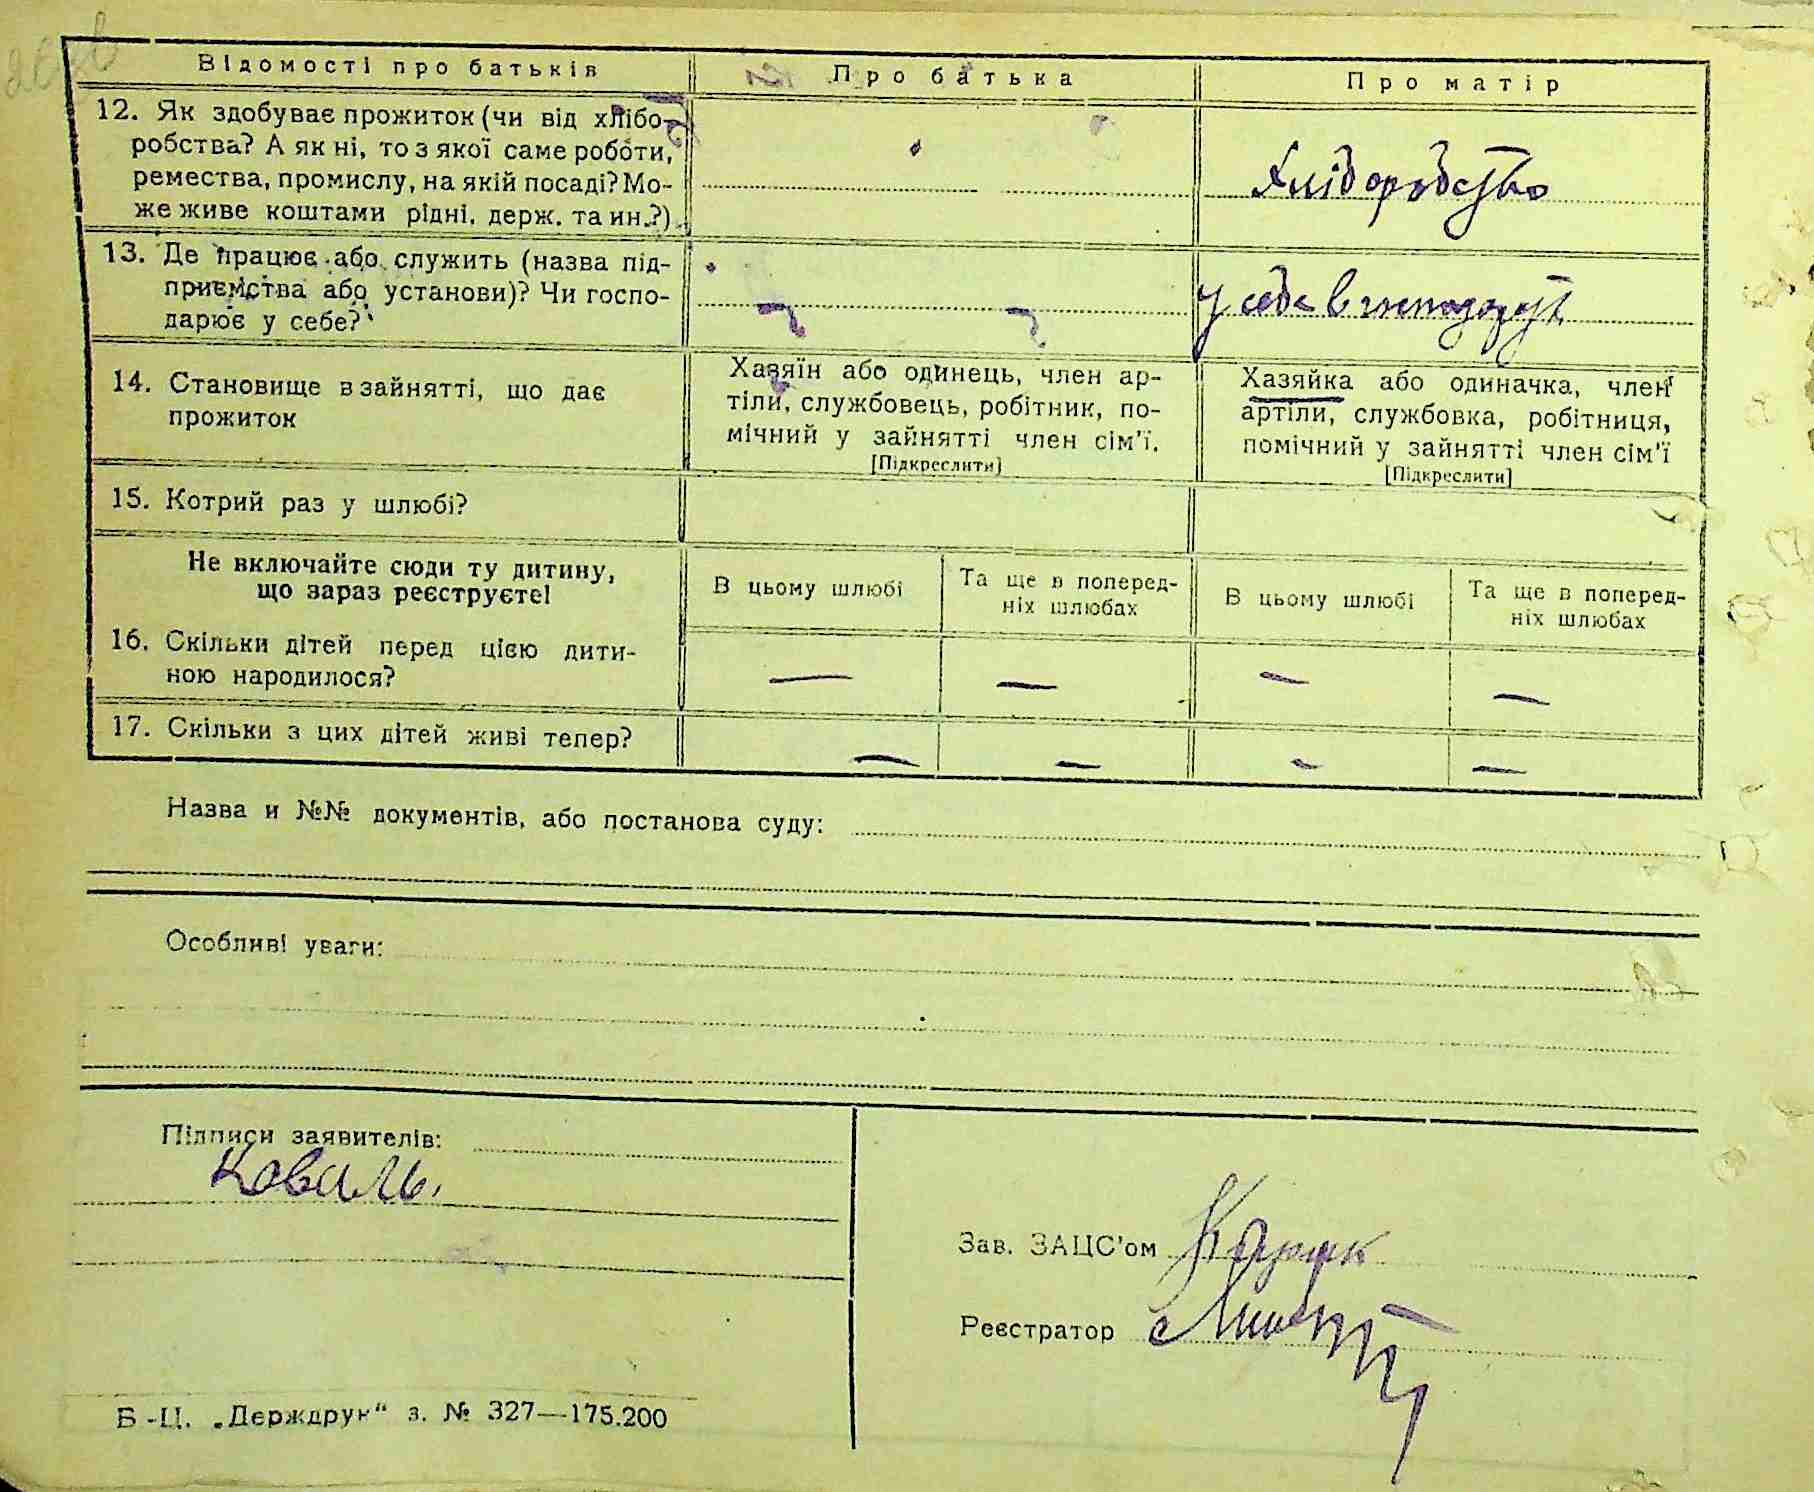 Відомості про батьків
Про батька
Про матір
12. Як здобуває прожиток (чи від хлібо-
робства? А як ні, то з якої саме роботи,
ремества, промислу, на якій посаді? Мо-
же живе коштами рідні, держ. та ин.?)
Хліборобство
13. Де працює або служить (назва під-
приємства або установи)? Чи госпо-
дарює у себе?
у себе в господарстві
14. Становище в зайнятті, що дає
прожиток
Хазяїн або одинець, член ар-
тіли, службовець, робітник, по-
мічний у зайнятті член сім'ї.
[Підкреслити]
Хазяйка або одиначка, член
артіли, службовка, робітниця,
помічний у зайнятті член сім'ї
[Підкреслити]
15. Котрий раз у шлюбі?
Не включайте сюди ту дитину,
що зараз реєструєте!
В цьому шлюбі
Та ще в поперед-
ніх шлюбах
В цьому шлюбі
Та ще в поперед-
ніх шлюбах
16. Скільки дітей перед цією дити-
ною народилося?
— — — —
17. Скільки з цих дітей живі тепер?
— — — —
Назва и №№ документів, або постанова суду:
Особливі уваги:
Підписи заявителів:
Коваль
Зав. ЗАЦС'ом
Реєстратор
Б-Ц. „Держдрук“ з. № 327—175.200